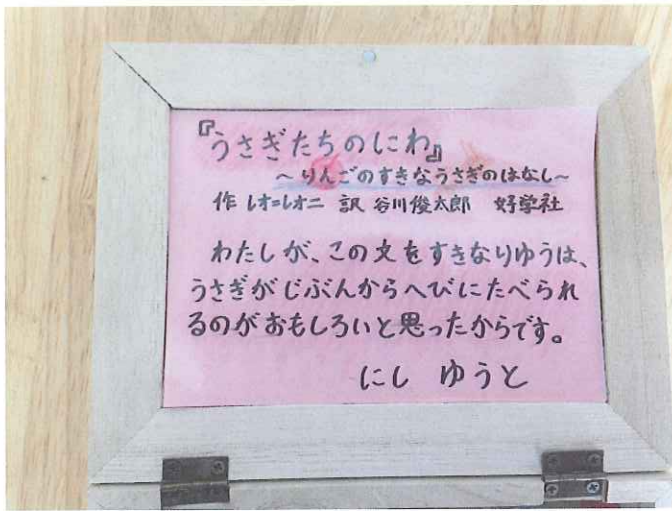 『うさぎたちのにわ』
〜りんごのすきなうさぎのはなし〜
作 レオ=レオニ 訳 谷川俊太郎 好学社
わたしが、この文をすきなりゆうは、
うさぎがじぶんからへびにたべられ
るのがおもしろいと思ったからです。
にし ゆうと